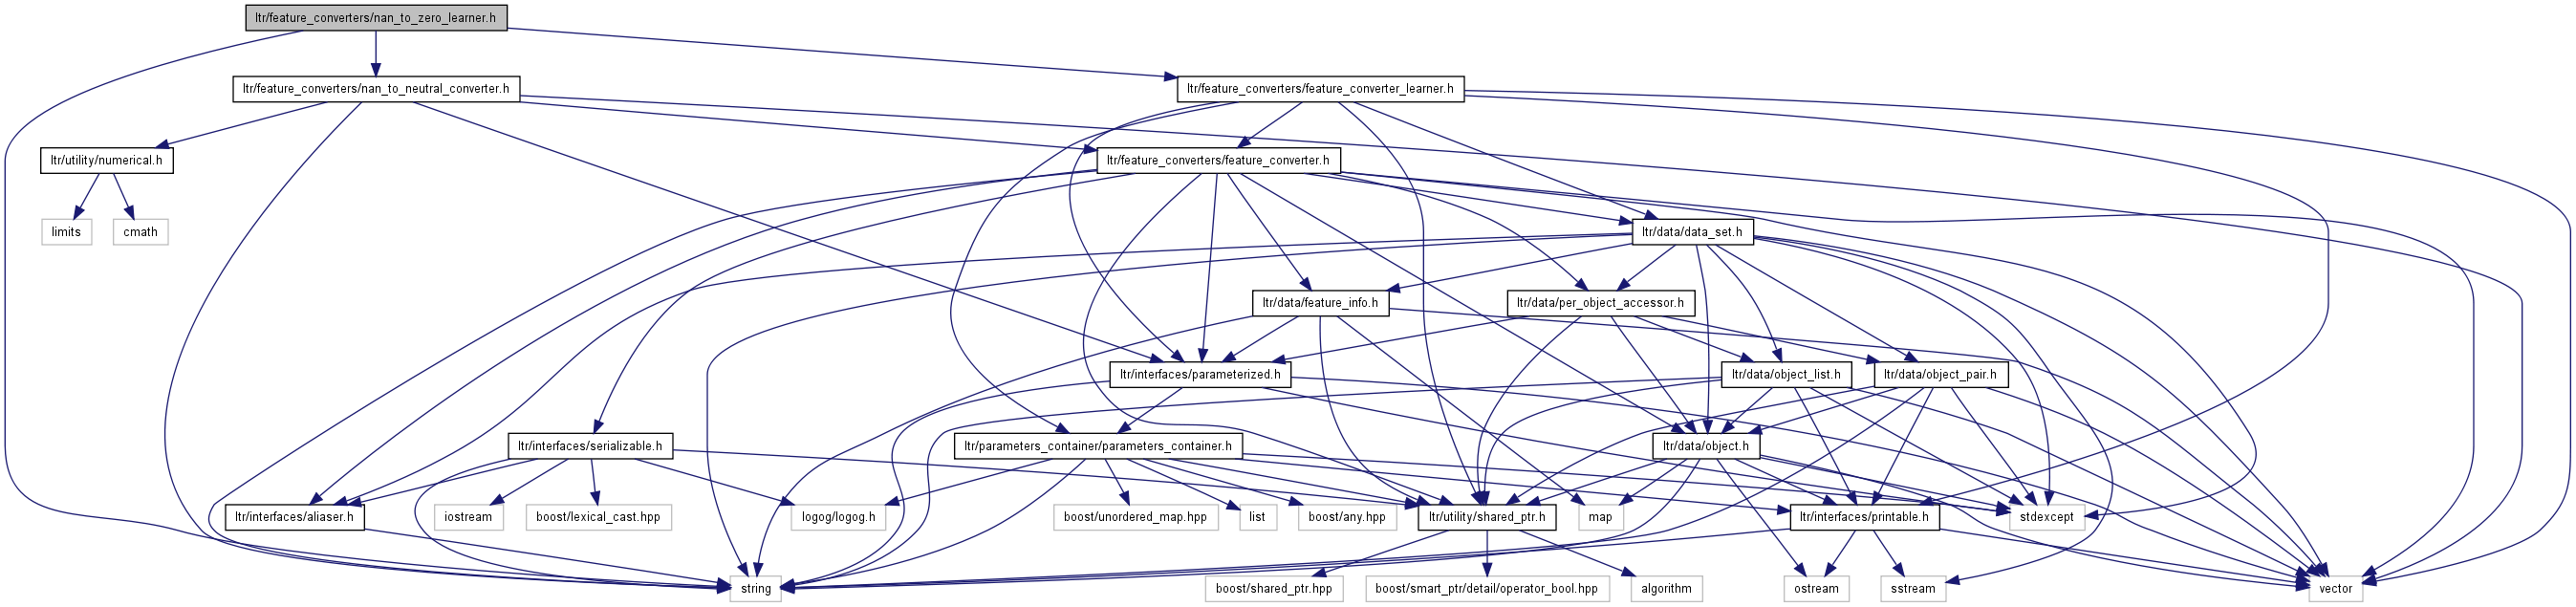 ltr/feature_converters/nan_to_zero_learner.h
ltr/feature_converters/nan_to_neutral_converter.h
ltr/feature_converters/feature_converter_learner.h
ltr/utility/numerical.h
ltr/feature_converters/feature_converter.h
limits
cmath
ltr/data/data_set.h
ltr/data/feature_info.h
ltr/data/per_object_accessor.h
ltr/interfaces/parameterized.h
ltr/data/object_list.h
ltr/data/object_pair.h
ltr/interfaces/serializable.h
ltr/parameters_container/parameters_container.h
ltr/data/object.h
ltr/interfaces/aliaser.h
iostream
boost/lexical_cast.hpp
logog/logog.h
boost/unordered_map.hpp
list
boost/any.hpp
ltr/utility/shared_ptr.h
map
ltr/interfaces/printable.h
stdexcept
string
boost/shared_ptr.hpp
boost/smart_ptr/detail/operator_bool.hpp
algorithm
ostream
sstream
vector